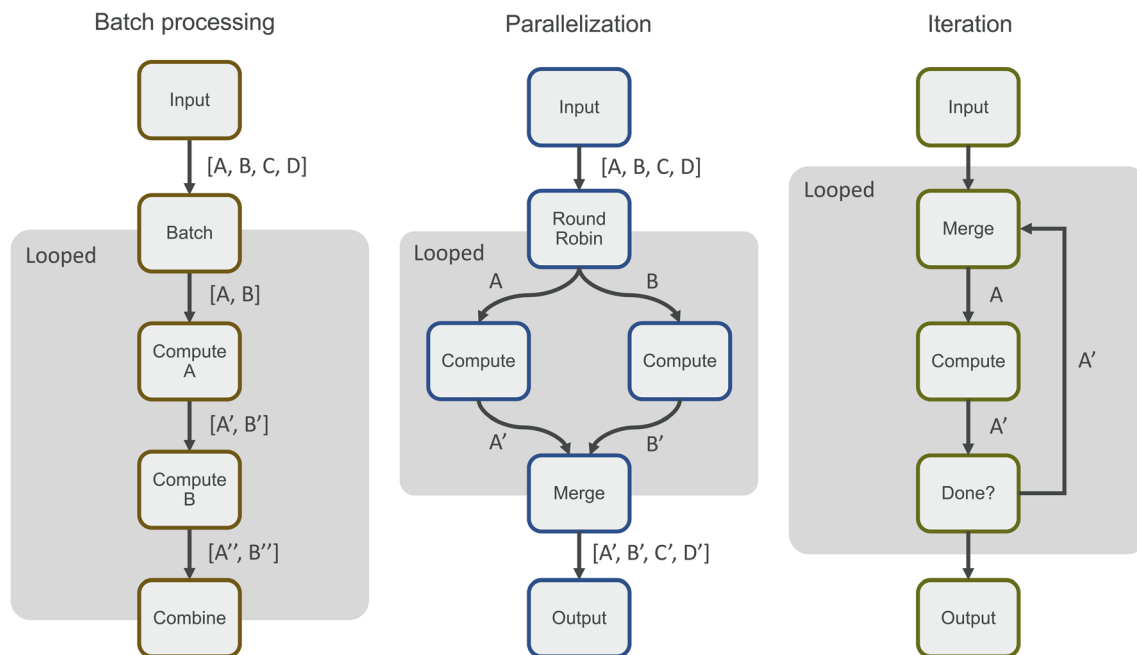 Batch processing
Input
[A, B, C, D]
Looped
Batch
[A, B]
Compute
A
[A’, B’]
Compute
B
[A’’, B’’]
Combine
Parallelization
Input
[A, B, C, D]
Round
Robin
Looped
A
B
Compute
Compute
A’
B’
Merge
[A’, B’, C’, D’]
Output
Iteration
Input
Looped
Merge
A
Compute
A’
A’
Done?
Output